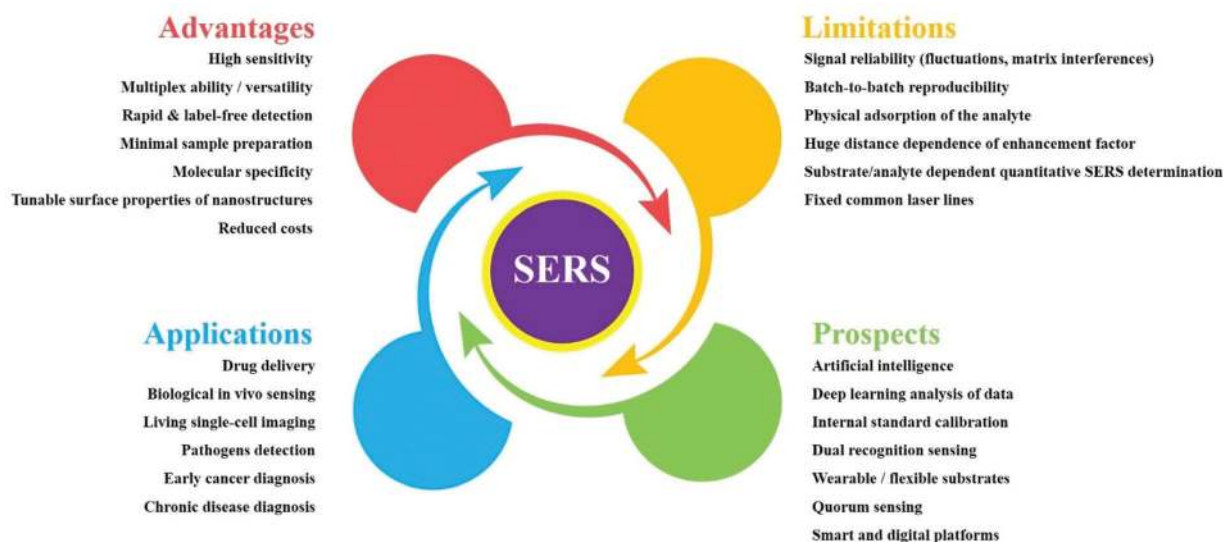 Advantages
High sensitivity
Multiplex ability / versatility
Rapid & label-free detection
Minimal sample preparation
Molecular specificity
Tunable surface properties of nanostructures
Reduced costs
Limitations
Signal reliability (fluctuations, matrix interferences)
Batch-to-batch reproducibility
Physical adsorption of the analyte
Huge distance dependence of enhancement factor
Substrate/analyte dependent quantitative SERS determination
Fixed common laser lines
SERS
Applications
Drug delivery
Biological in vivo sensing
Living single-cell imaging
Pathogens detection
Early cancer diagnosis
Chronic disease diagnosis
Prospects
Artificial intelligence
Deep learning analysis of data
Internal standard calibration
Dual recognition sensing
Wearable / flexible substrates
Quorum sensing
Smart and digital platforms